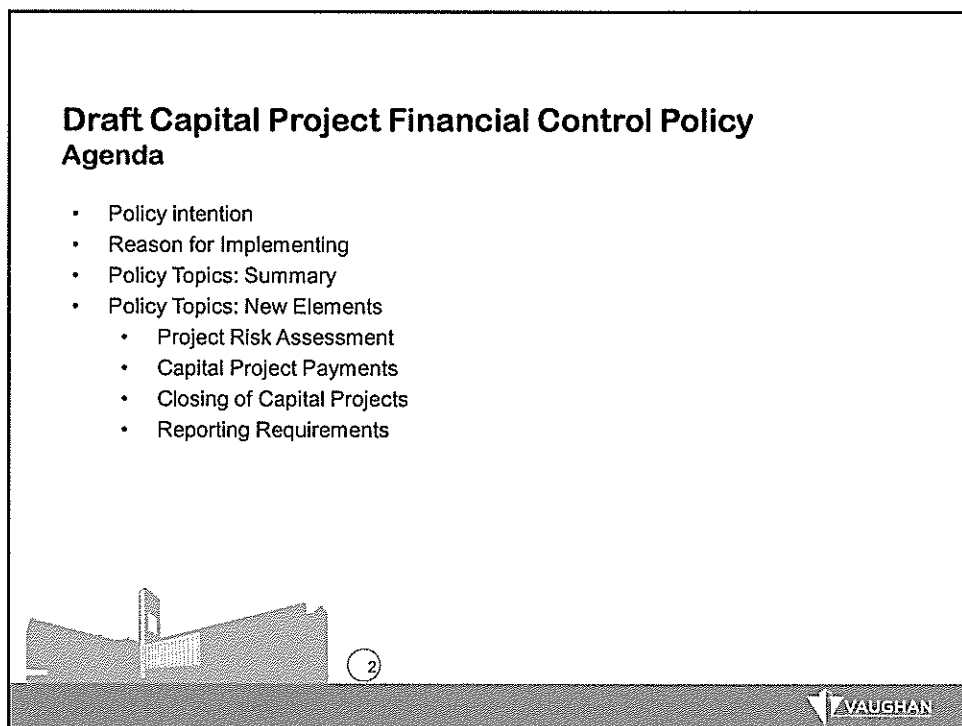 Draft Capital Project Financial Control Policy
Agenda
• Policy intention
• Reason for Implementing
• Policy Topics: Summary
• Policy Topics: New Elements
• Project Risk Assessment
• Capital Project Payments
• Closing of Capital Projects
• Reporting Requirements
2
VAUGHAN